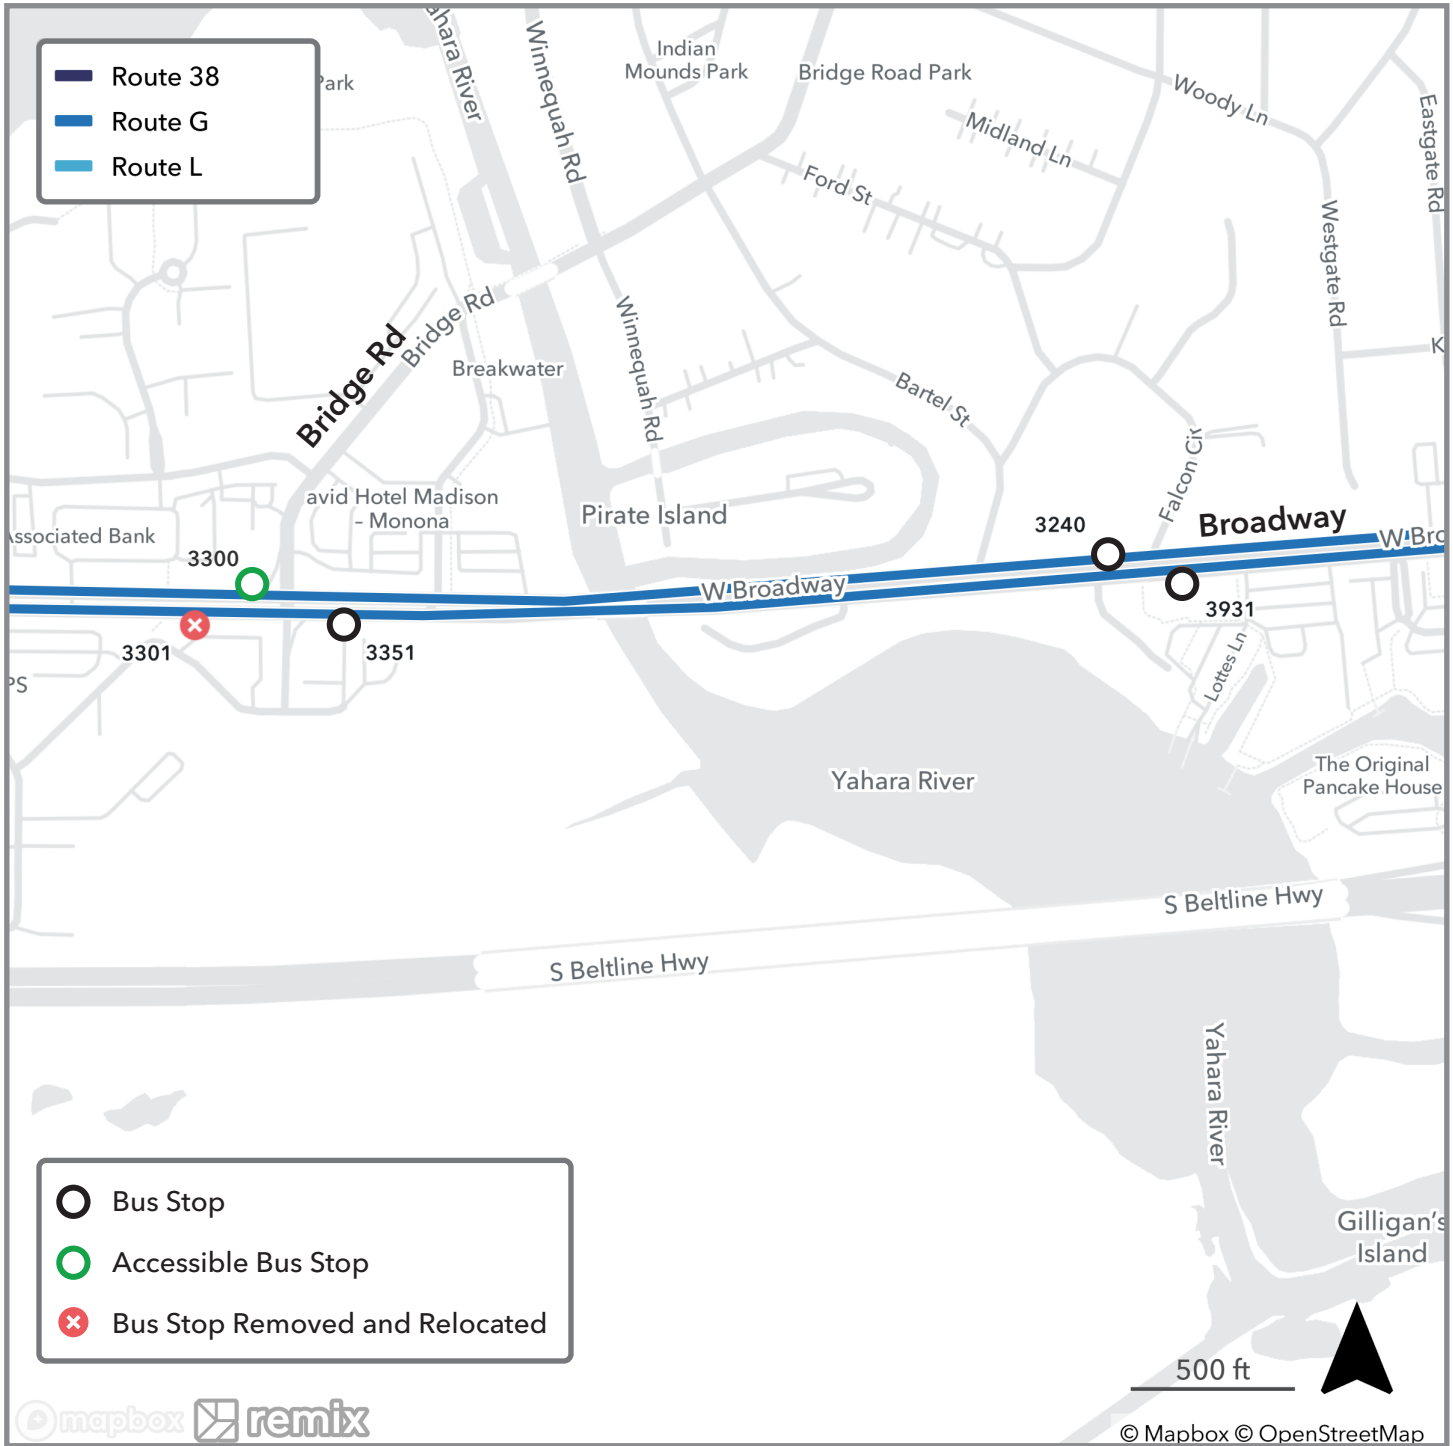 Route 38
Route G
Route L
Park
ahara River
Winnequah Rd
Indian
Mounds Park
Bridge Road Park
Woody Ln
Midland Ln
Eastgate Rd
Ford St
Westgate Rd
Bridge Rd
Bridge Rd
Winnequah Rd
Breakwater
K
Bartel St
Falcon Cir
avid Hotel Madison
– Monona
Pirate Island
Associated Bank
3300
3240
Broadway
W Bro
W Broadway
3301
3351
3931
PS
Lottes Ln
The Original
Pancake House
Yahara River
S Beltline Hwy
S Beltline Hwy
Yahara River
Bus Stop
Accessible Bus Stop
Bus Stop Removed and Relocated
Gilligan's
Island
500 ft
mapbox
remix
© Mapbox © OpenStreetMap